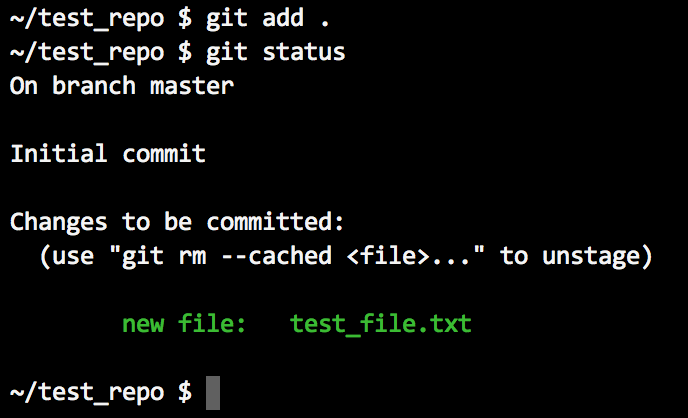 ~/test_repo $ git add .
~/test_repo $ git status
On branch master
Initial commit
Changes to be committed:
  (use "git rm --cached <file>..." to unstage)
        new file:   test_file.txt
~/test_repo $